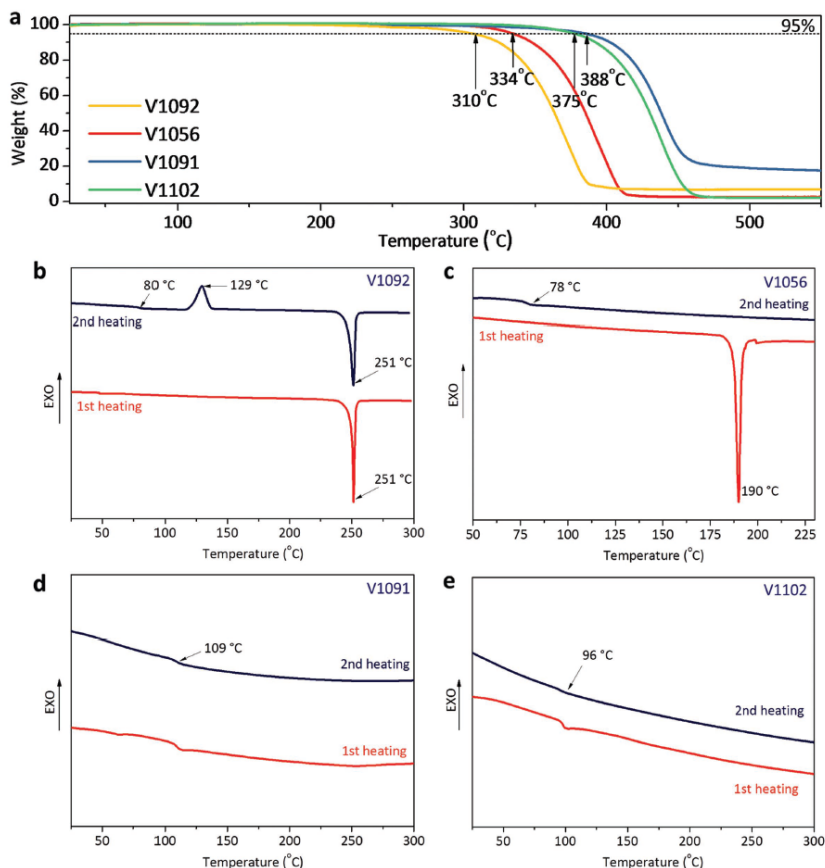 a
100
80
60
40
20
0
Weight (%)
95%
310°C
334°C
375°C
388°C
V1092
V1056
V1091
V1102
100
200
300
400
500
Temperature (°C)
b
V1092
80 °C
129 °C
2nd heating
251 °C
1st heating
251 °C
EXO
50
100
150
200
250
300
Temperature (°C)
c
V1056
78 °C
2nd heating
1st heating
190 °C
EXO
50
75
100
125
150
175
200
225
Temperature (°C)
d
V1091
109 °C
2nd heating
1st heating
EXO
50
100
150
200
250
300
Temperature (°C)
e
V1102
96 °C
2nd heating
1st heating
EXO
50
100
150
200
250
300
Temperature (°C)